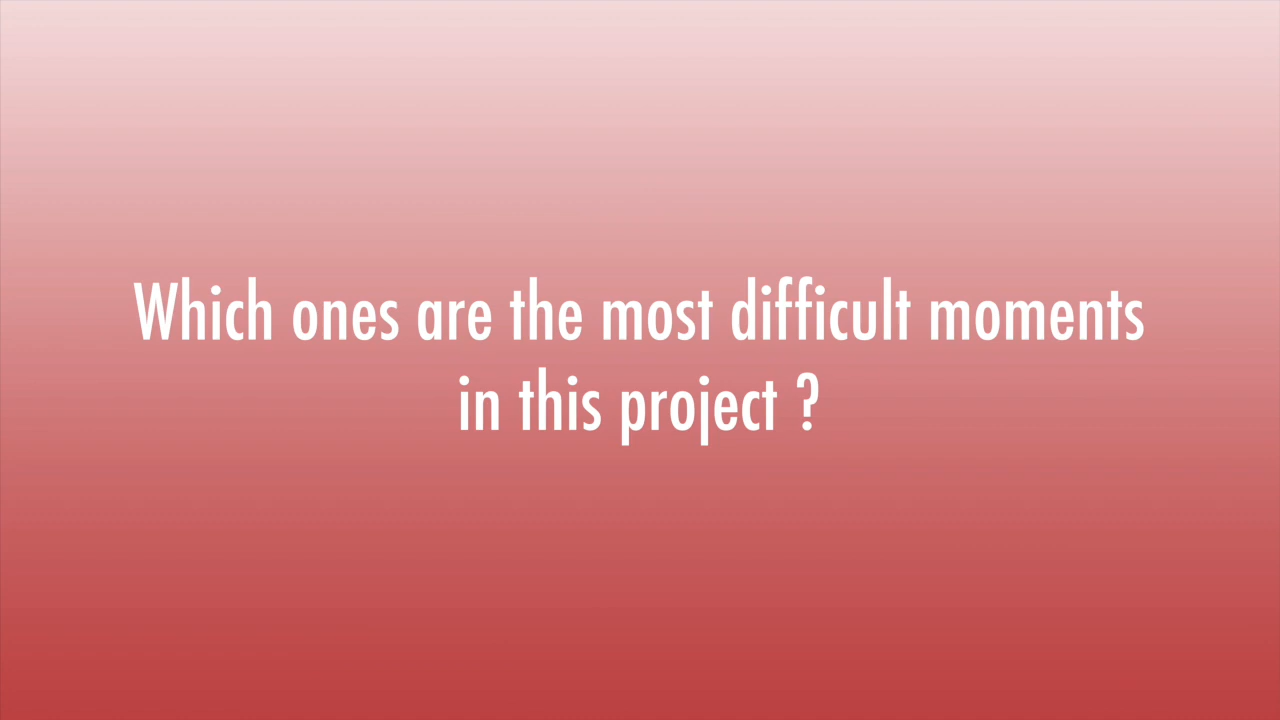 Which ones are the most difficult moments
in this project ?